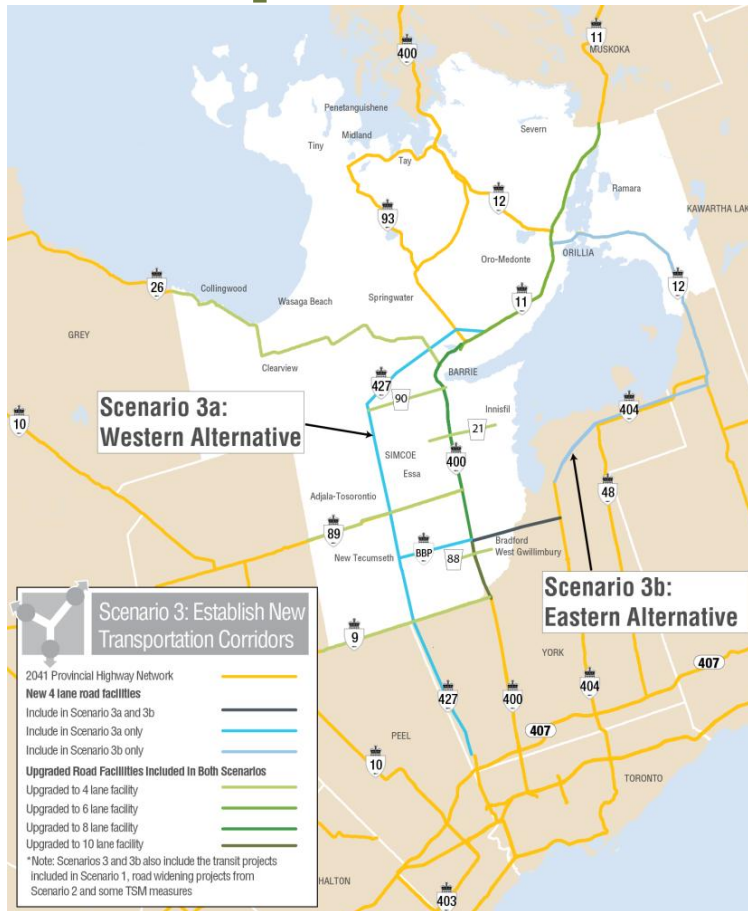 400
11
MUSKOKA
Penetanguishene
Midland
Tiny
Severn
Tay
Ramara
12
93
KAWARTHA LAK
ORILLIA
Oro-Medonte
26
Collingwood
Wasaga Beach
Springwater
11
12
GREY
Clearview
BARRIE
427
90
Innisfil
404
Scenario 3a:
Western Alternative
10
21
SIMCOE
400
Essa
48
Adjala-Tosorontio
89
New Tecumseth
BBP
88
Bradford
West Gwillimbury
Scenario 3b:
Eastern Alternative
9
YORK
427
400
404
407
407
PEEL
10
TORONTO
HALTON
403
Scenario 3: Establish New
Transportation Corridors
2041 Provincial Highway Network
New 4 lane road facilities
Include in Scenario 3a and 3b
Include in Scenario 3a only
Include in Scenario 3b only
Upgraded Road Facillities Included in Both Scenarios
Upgraded to 4 lane facility
Upgraded to 6 lane facility
Upgraded to 8 lane facility
Upgraded to 10 lane facility
*Note: Scenarios 3 and 3b also include the transit projects
included in Scenario 1, road widening projects from
Scenario 2 and some TSM measures